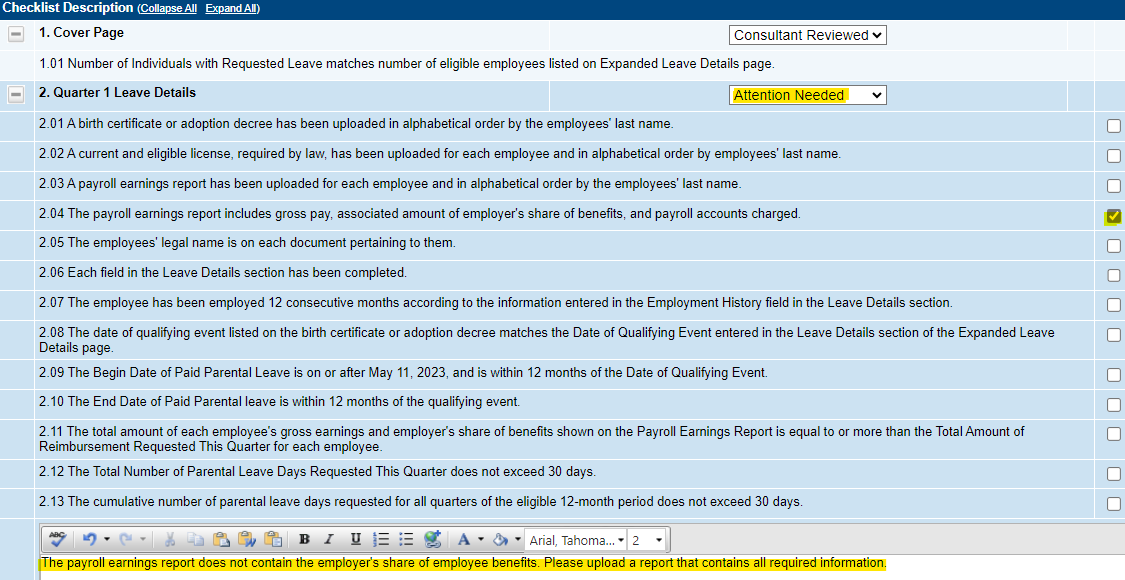 Checklist Description (Collapse All Expand All)
1. Cover Page
Consultant Reviewed
1.01 Number of Individuals with Requested Leave matches number of eligible employees listed on Expanded Leave Details page.
2. Quarter 1 Leave Details
Attention Needed
2.01 A birth certificate or adoption decree has been uploaded in alphabetical order by the employees' last name.
2.02 A current and eligible license, required by law, has been uploaded for each employee and in alphabetical order by employees' last name.
2.03 A payroll earnings report has been uploaded for each employee and in alphabetical order by the employees' last name.
2.04 The payroll earnings report includes gross pay, associated amount of employer's share of benefits, and payroll accounts charged.
2.05 The employees' legal name is on each document pertaining to them.
2.06 Each field in the Leave Details section has been completed.
2.07 The employee has been employed 12 consecutive months according to the information entered in the Employment History field in the Leave Details section.
2.08 The date of qualifying event listed on the birth certificate or adoption decree matches the Date of Qualifying Event entered in the Leave Details section of the Expanded Leave
Details page.
2.09 The Begin Date of Paid Parental Leave is on or after May 11, 2023, and is within 12 months of the Date of Qualifying Event.
2.10 The End Date of Paid Parental leave is within 12 months of the qualifying event.
2.11 The total amount of each employee's gross earnings and employer's share of benefits shown on the Payroll Earnings Report is equal to or more than the Total Amount of
Reimbursement Requested This Quarter for each employee.
2.12 The Total Number of Parental Leave Days Requested This Quarter does not exceed 30 days.
2.13 The cumulative number of parental leave days requested for all quarters of the eligible 12-month period does not exceed 30 days.
ABC B I U A Arial, Tahoma... 2
The payroll earnings report does not contain the employer's share of employee benefits. Please upload a report that contains all required information.